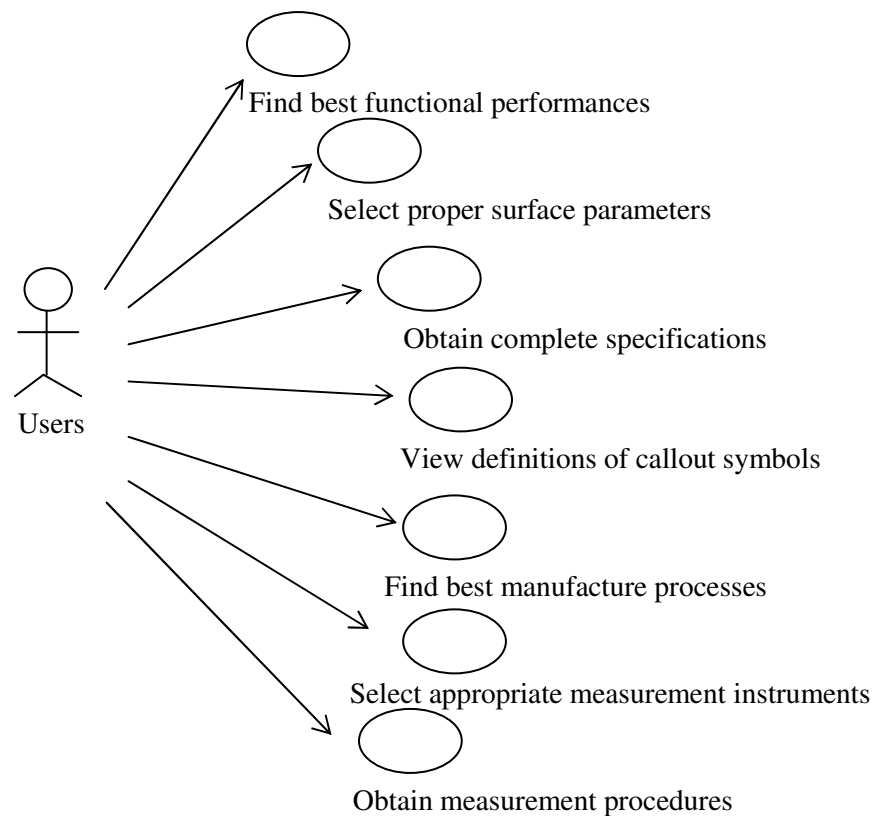 Find best functional performances
Select proper surface parameters
Obtain complete specifications
Users
View definitions of callout symbols
Find best manufacture processes
Select appropriate measurement instruments
Obtain measurement procedures